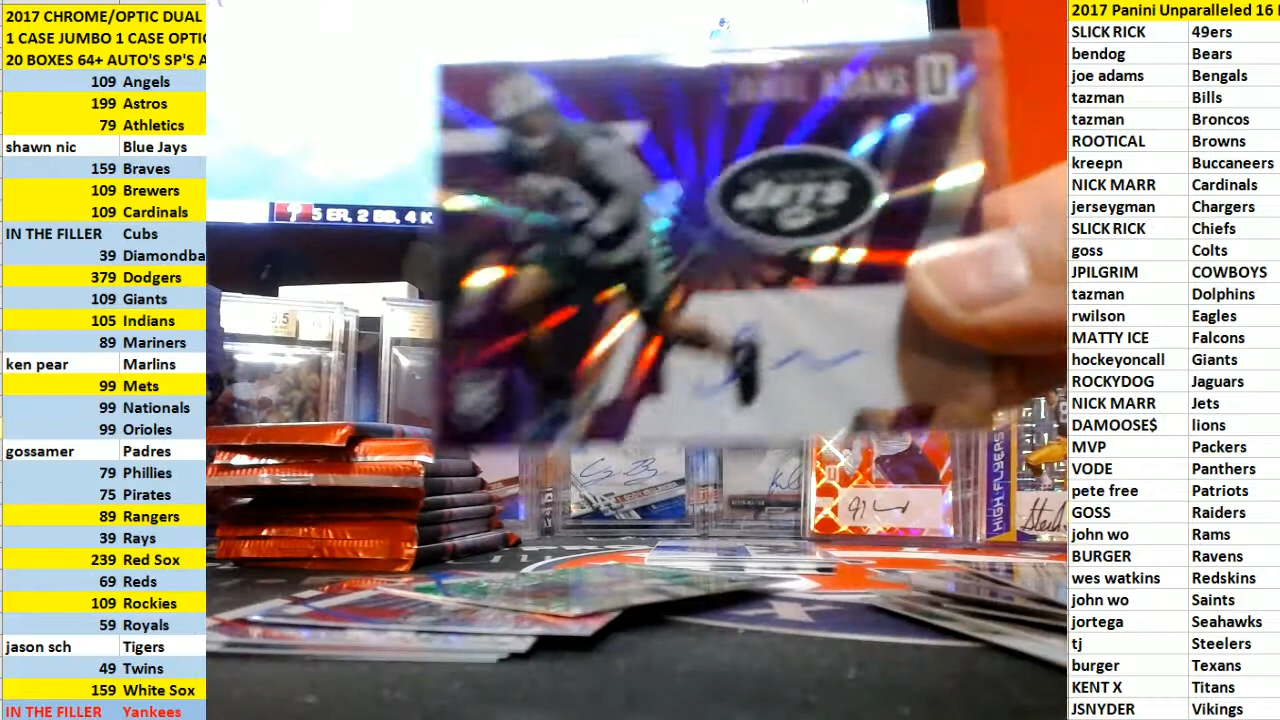 2017 CHROME/OPTIC DUAL
1 CASE JUMBO 1 CASE OPTIC
20 BOXES 64+ AUTO'S SP'S A
109 Angels
199 Astros
79 Athletics
shawn nic Blue Jays
159 Braves
109 Brewers
109 Cardinals
IN THE FILLER Cubs
39 Diamondba
379 Dodgers
109 Giants
105 Indians
89 Mariners
ken pear Marlins
99 Mets
99 Nationals
99 Orioles
gossamer Padres
79 Phillies
75 Pirates
89 Rangers
39 Rays
239 Red Sox
69 Reds
109 Rockies
59 Royals
jason sch Tigers
49 Twins
159 White Sox
IN THE FILLER Yankees
5 ER, 2 BB, 4 K
JAMAL ADAMS U
JETS
9.5
HIGH FLYERS
2017 Panini Unparalleled 16
SLICK RICK 49ers
bendog Bears
joe adams Bengals
tazman Bills
tazman Broncos
ROOTICAL Browns
kreepn Buccaneers
NICK MARR Cardinals
jerseygman Chargers
SLICK RICK Chiefs
goss Colts
JPILGRIM COWBOYS
tazman Dolphins
rwilson Eagles
MATTY ICE Falcons
hockeyoncall Giants
ROCKYDOG Jaguars
NICK MARR Jets
DAMOOSE$ lions
MVP Packers
VODE Panthers
pete free Patriots
GOSS Raiders
john wo Rams
BURGER Ravens
wes watkins Redskins
john wo Saints
jortega Seahawks
tj Steelers
burger Texans
KENT X Titans
JSNYDER Vikings